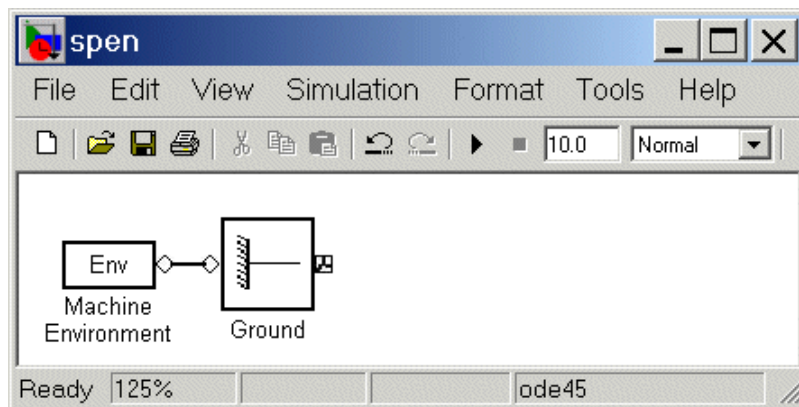 spen
File Edit View Simulation Format Tools Help
10.0 Normal
Env
Machine
Environment
Ground
Ready 125% ode45